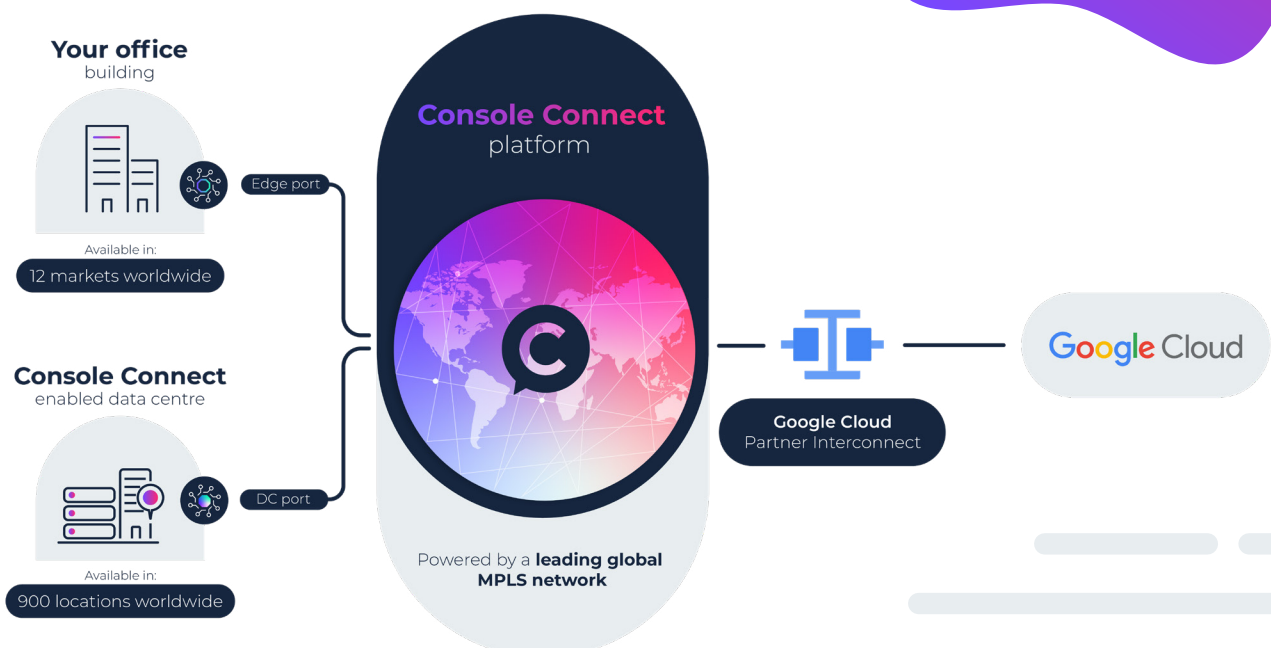 Your office
building
Edge port
Available in:
12 markets worldwide
Console Connect
enabled data centre
DC port
Available in:
900 locations worldwide
Console Connect
platform
C
Powered by a leading global
MPLS network
Google Cloud
Partner Interconnect
Google Cloud